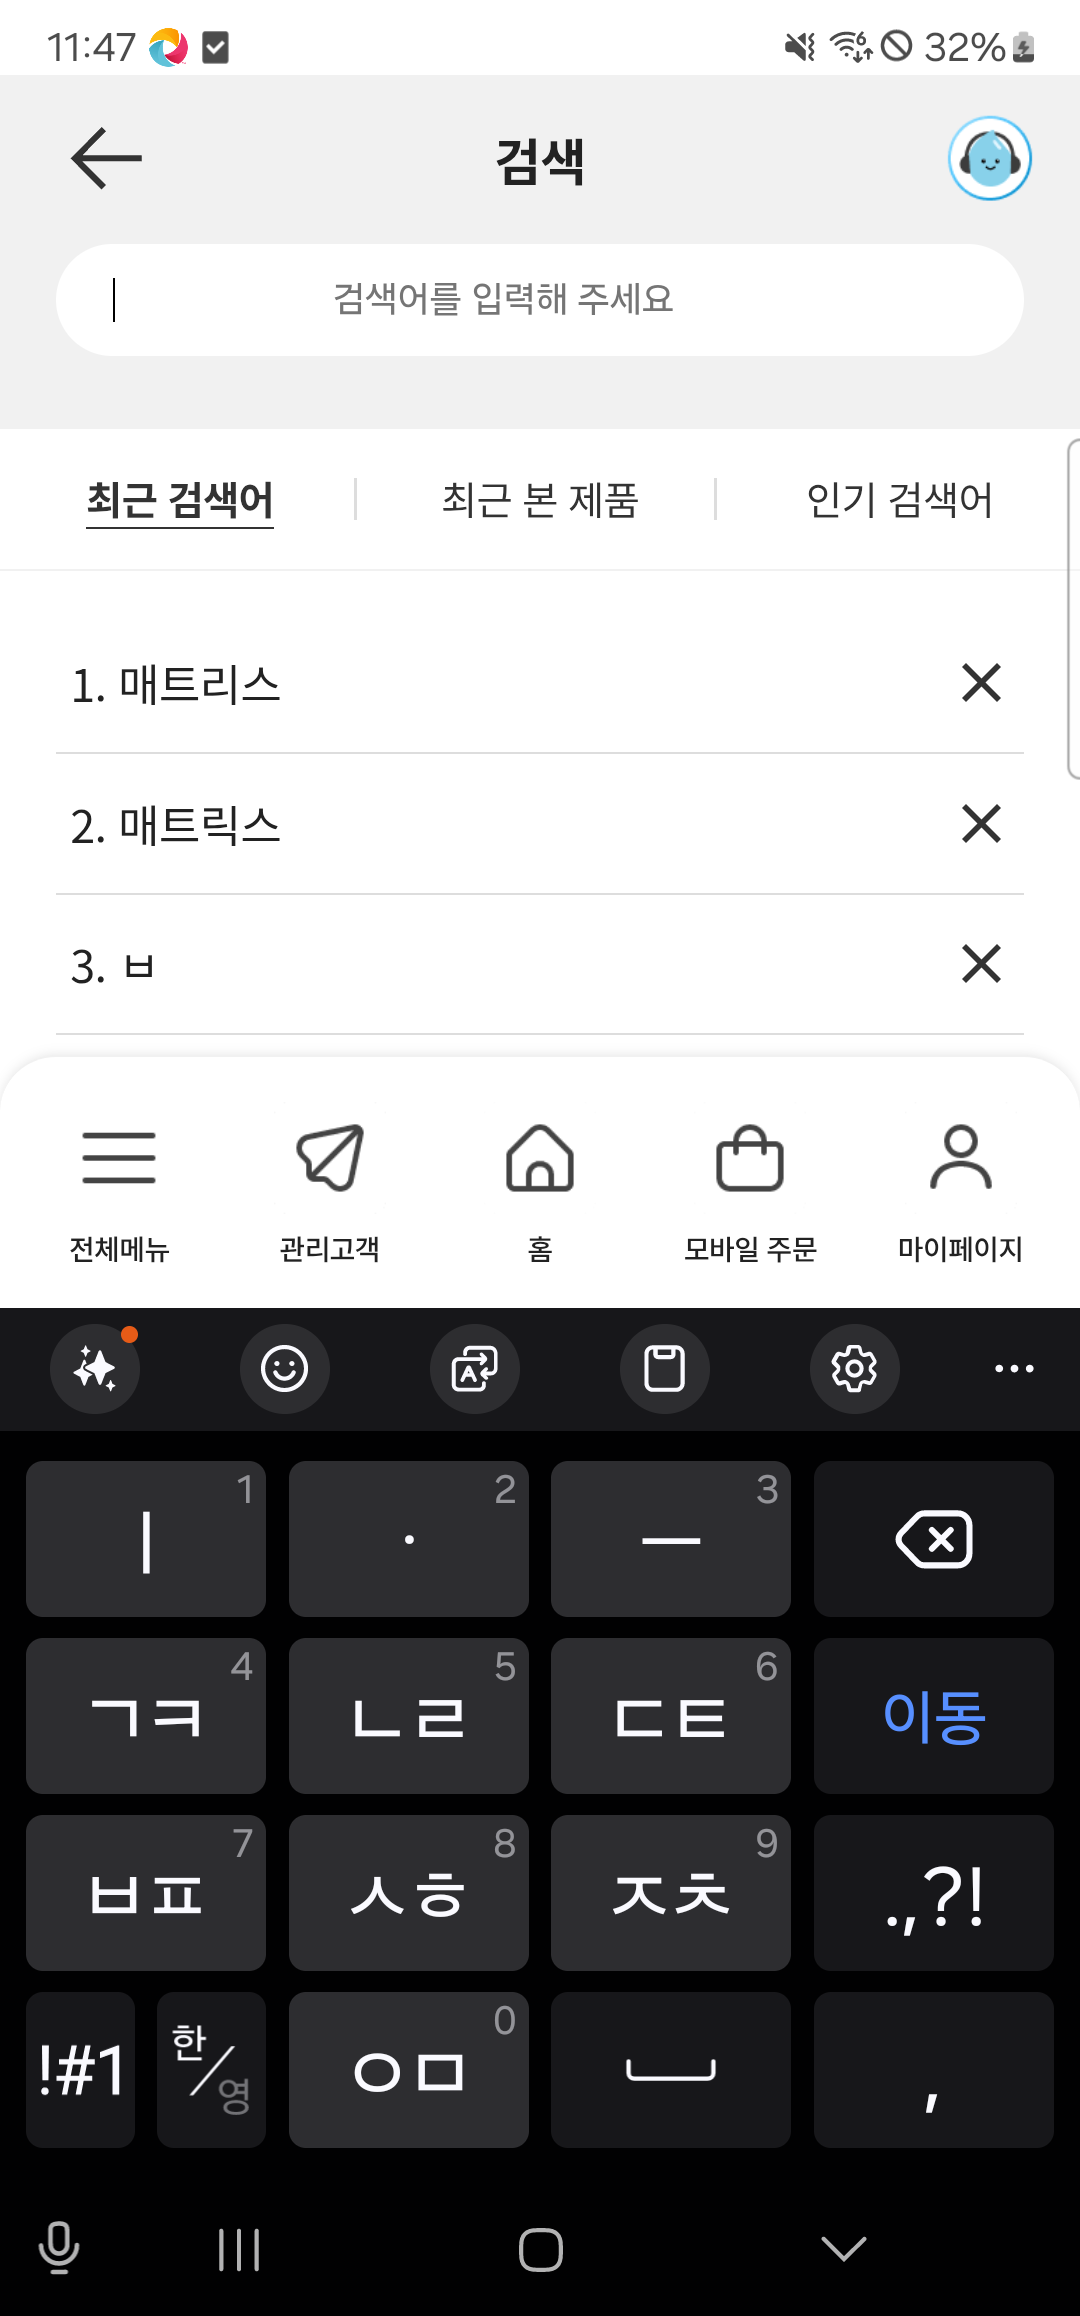 11:47 32%
검색
검색어를 입력해 주세요
최근 검색어 최근 본 제품 인기 검색어
1. 매트리스
2. 매트릭스
3. ㅂ
전체메뉴 관리고객 홈 모바일 주문 마이페이지
ㅣ 1 · 2 ㅡ 3
ㄱㅋ 4 ㄴㄹ 5 ㄷㅌ 6 이동
ㅂㅍ 7 ㅅㅎ 8 ㅈㅊ 9 .,?!
!#1 한/영 ㅇㅁ 0 ,